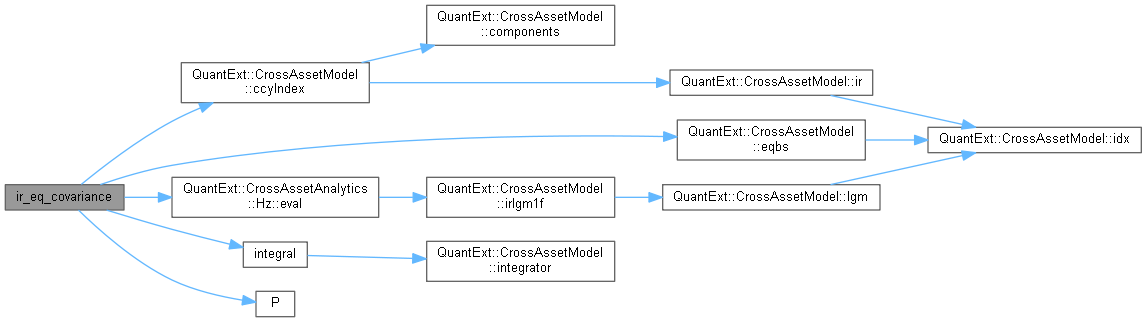 ir_eq_covariance
QuantExt::CrossAssetModel
::ccyIndex
QuantExt::CrossAssetModel
::components
QuantExt::CrossAssetModel::ir
QuantExt::CrossAssetModel
::eqbs
QuantExt::CrossAssetModel::idx
QuantExt::CrossAssetAnalytics
::Hz::eval
QuantExt::CrossAssetModel
::irlgm1f
QuantExt::CrossAssetModel::lgm
integral
QuantExt::CrossAssetModel
::integrator
P